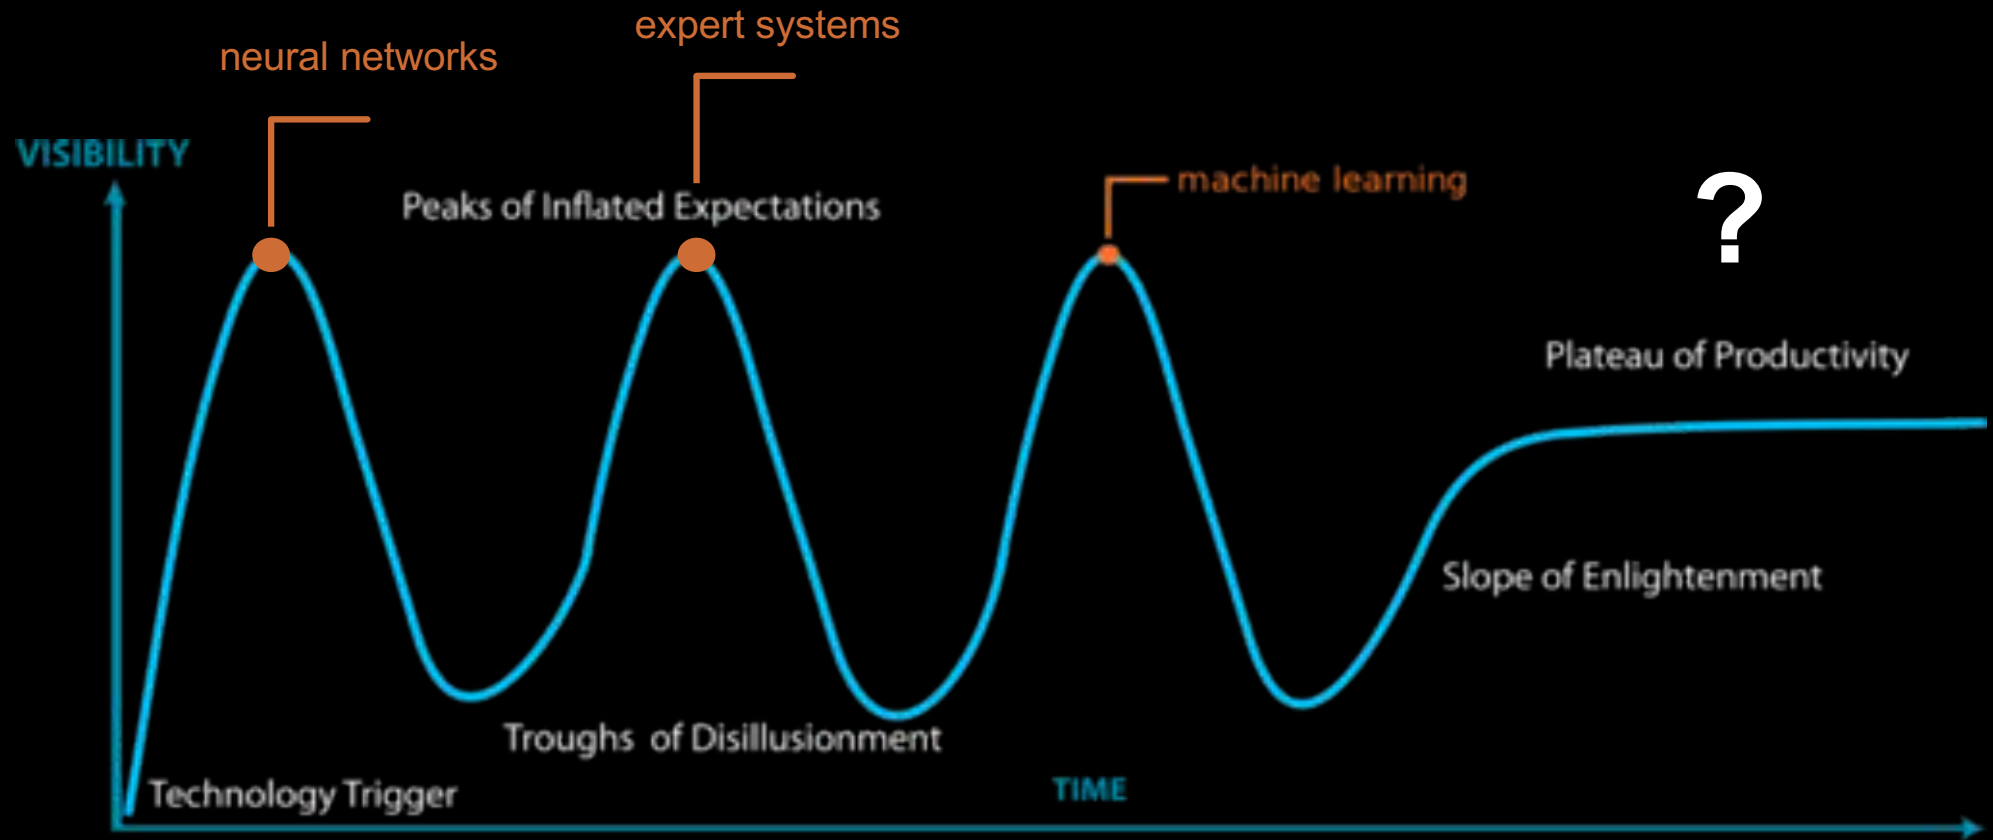 expert systems
neural networks
VISIBILITY
machine learning
Peaks of Inflated Expectations
?
Plateau of Productivity
Slope of Enlightenment
Troughs of Disillusionment
TIME
Technology Trigger